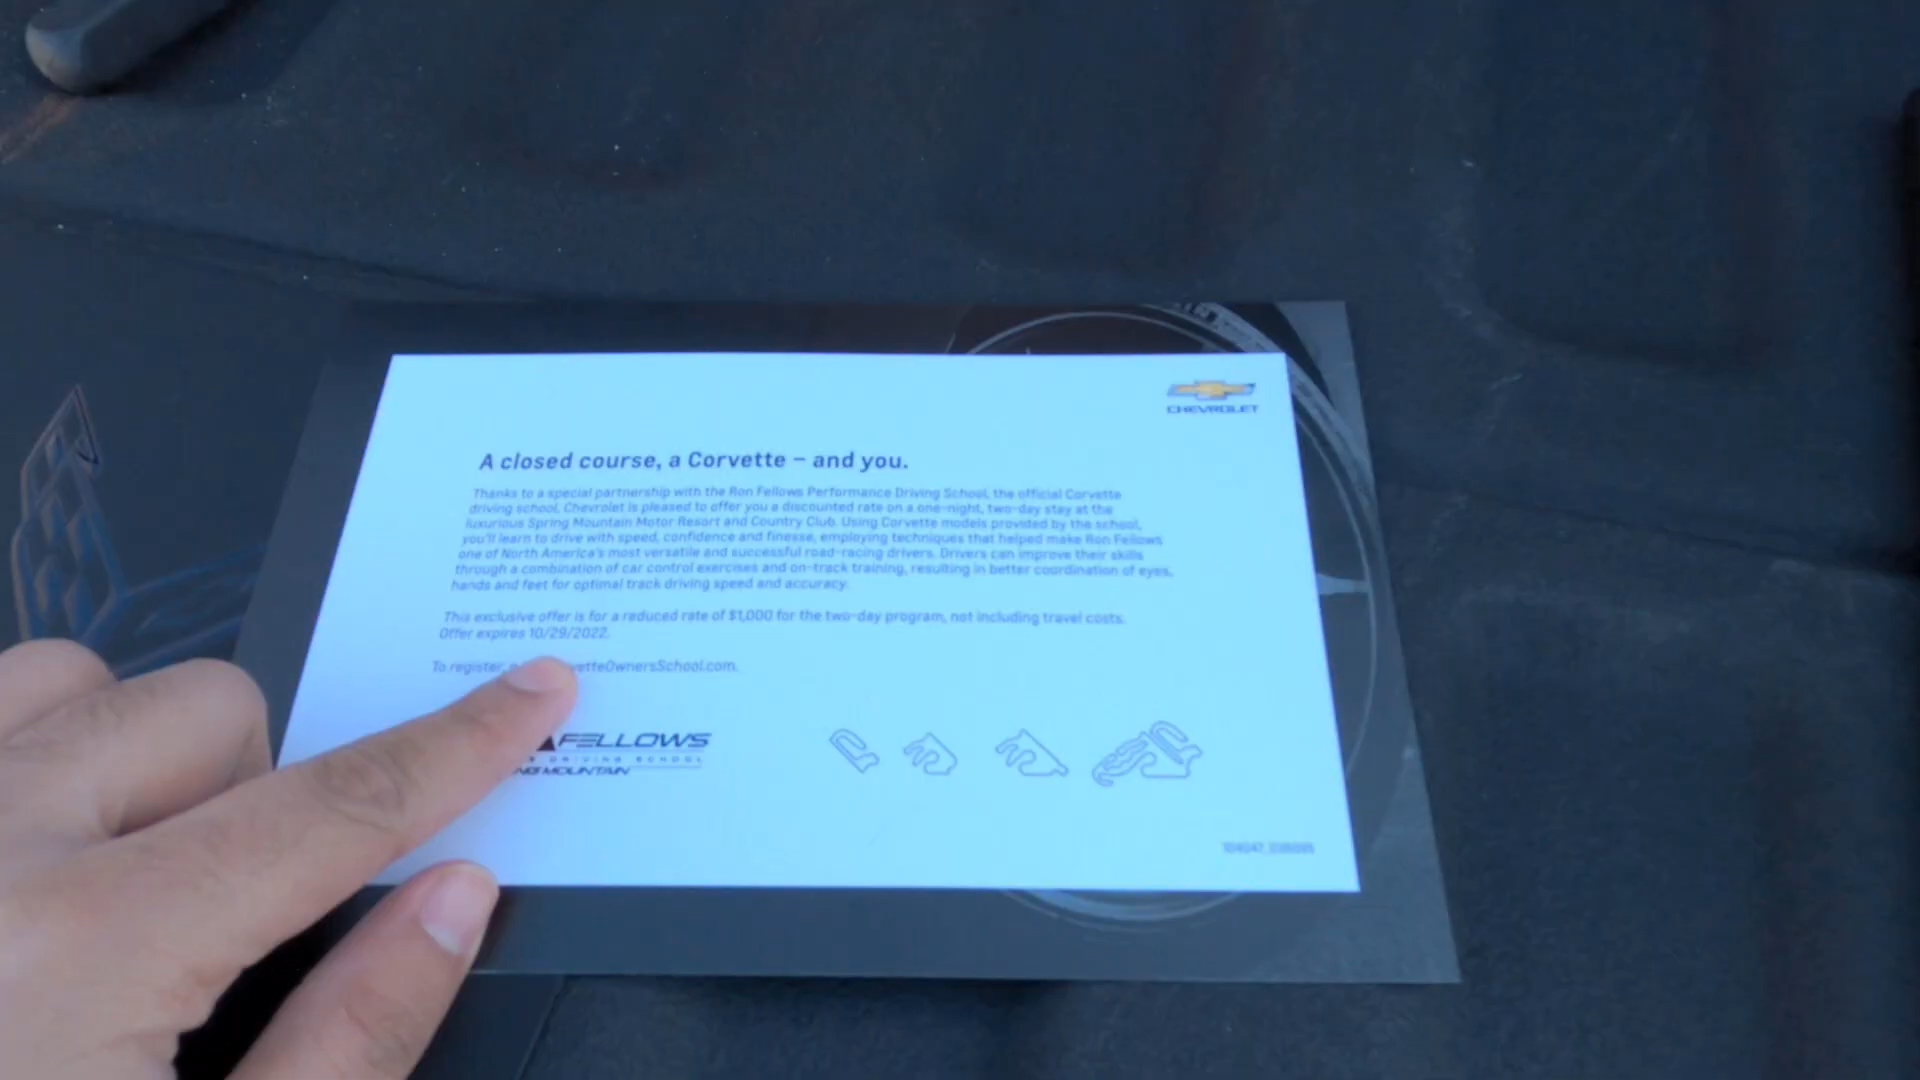 CHEVROLET
A closed course, a Corvette – and you.
Thanks to a special partnership with the Ron Fellows Performance Driving School, the official Corvette
driving school, Chevrolet is pleased to offer you a discounted rate on a one-night, two-day stay at the
luxurious Spring Mountain Motor Resort and Country Club. Using Corvette models provided by the school,
you'll learn to drive with speed, confidence and finesse, employing techniques that helped make Ron Fellows
one of North America's most versatile and successful road-racing drivers. Drivers can improve their skills
through a combination of car control exercises and on-track training, resulting in better coordination of eyes,
hands and feet for optimal track driving speed and accuracy.
This exclusive offer is for a reduced rate of $1,000 for the two-day program, not including travel costs.
Offer expires 10/29/2022.
To register, vetteOwnersSchool.com.
FELLOWS
DRIVING SCHOOL
MOUNTAIN